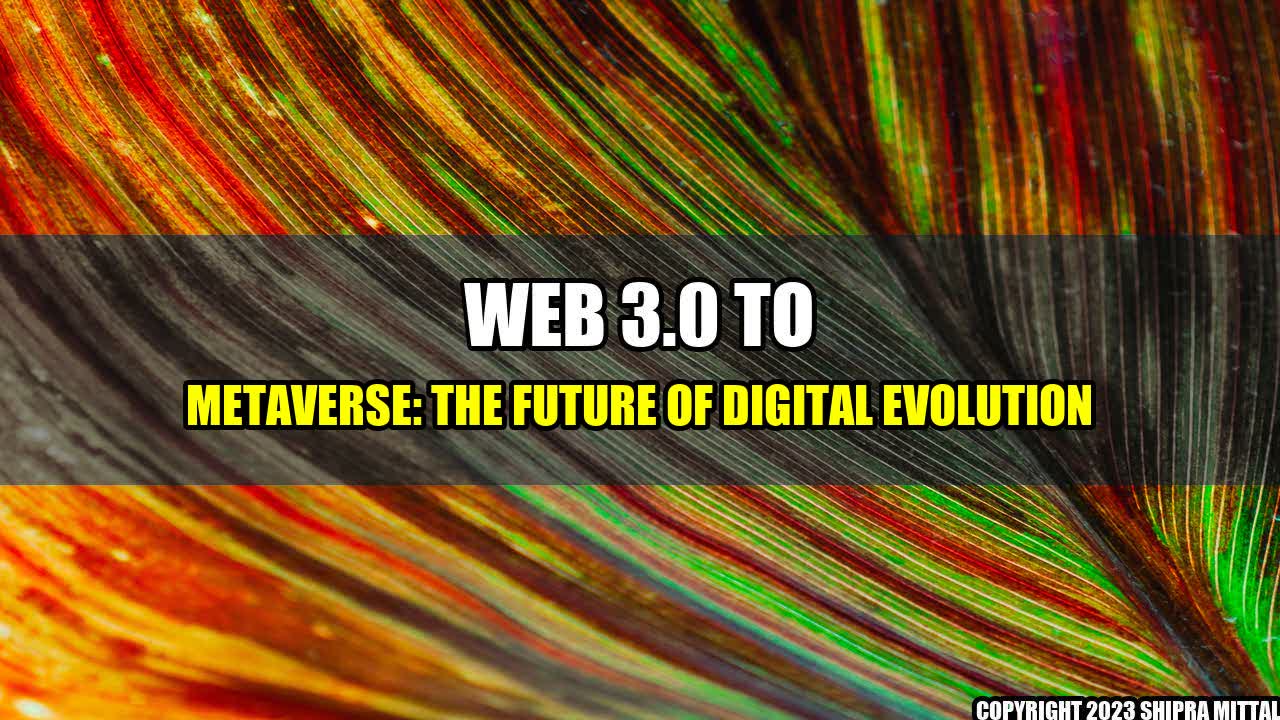 WEB 3.0 TO
METAVERSE: THE FUTURE OF DIGITAL EVOLUTION
COPYRIGHT 2023 SHIPRA MITTAL